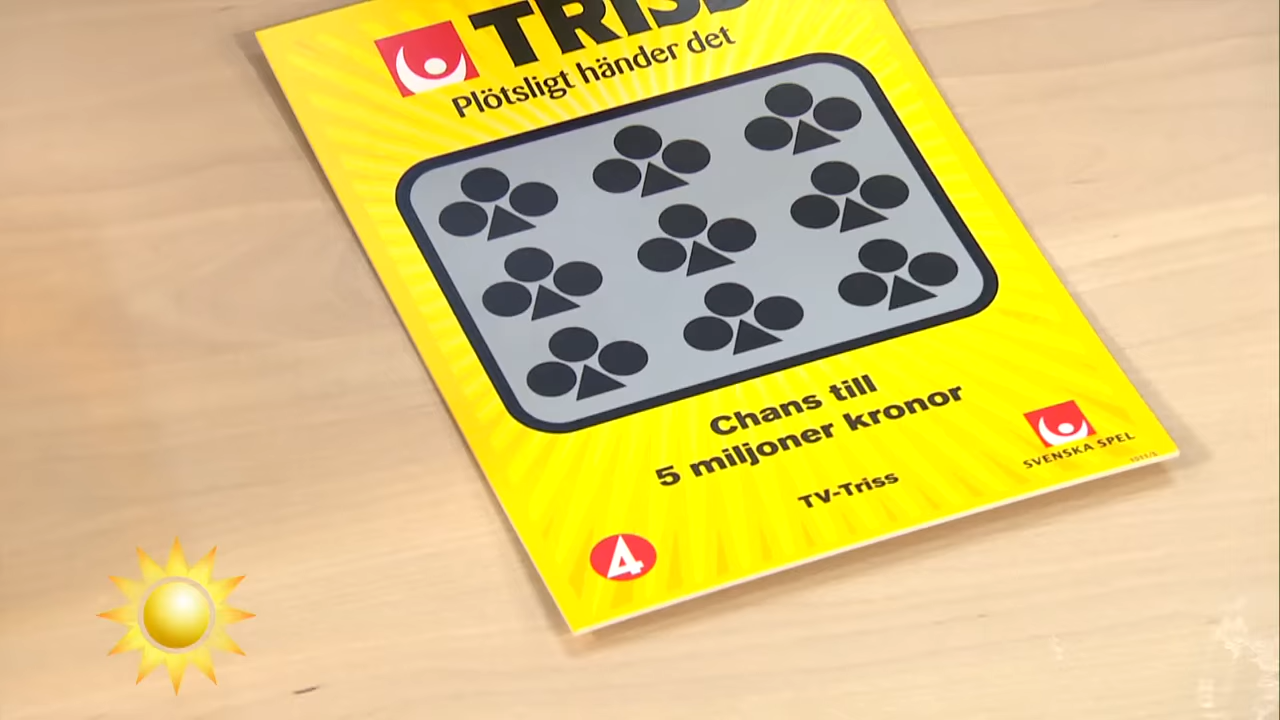 TRISS
Plötsligt händer det
Chans till
5 miljoner kronor
TV-Triss
SVENSKA SPEL
4